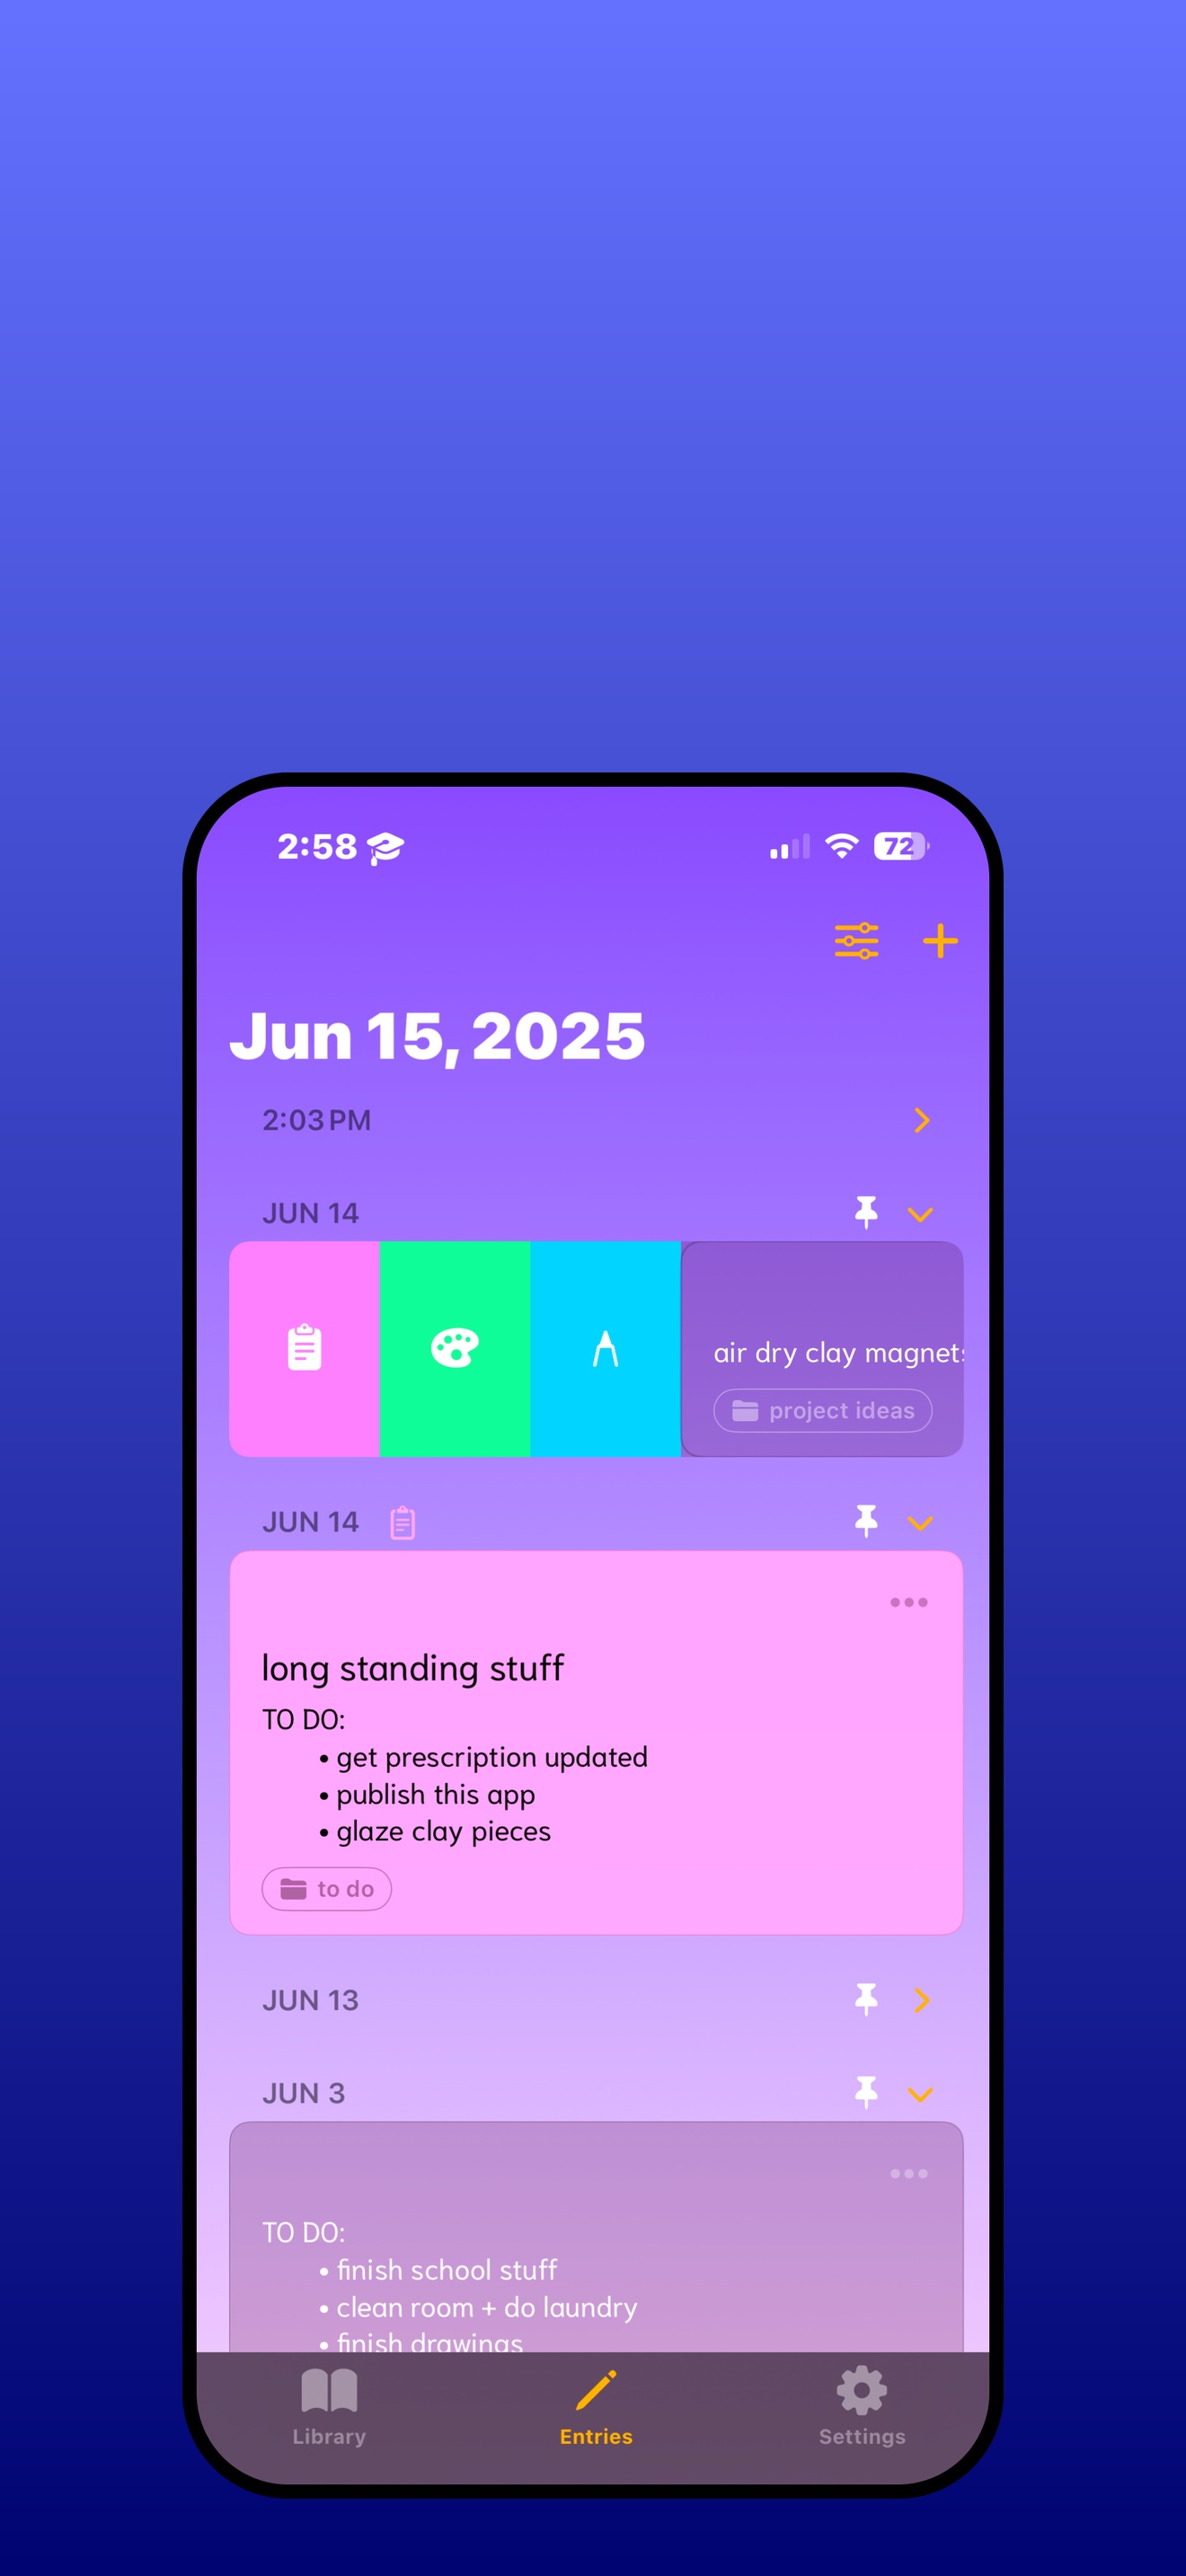 2:58
72
Jun 15, 2025
2:03 PM
JUN 14
air dry clay magnets
project ideas
JUN 14
long standing stuff
TO DO:
• get prescription updated
• publish this app
• glaze clay pieces
to do
JUN 13
JUN 3
TO DO:
• finish school stuff
• clean room + do laundry
• finish drawings
Library
Entries
Settings